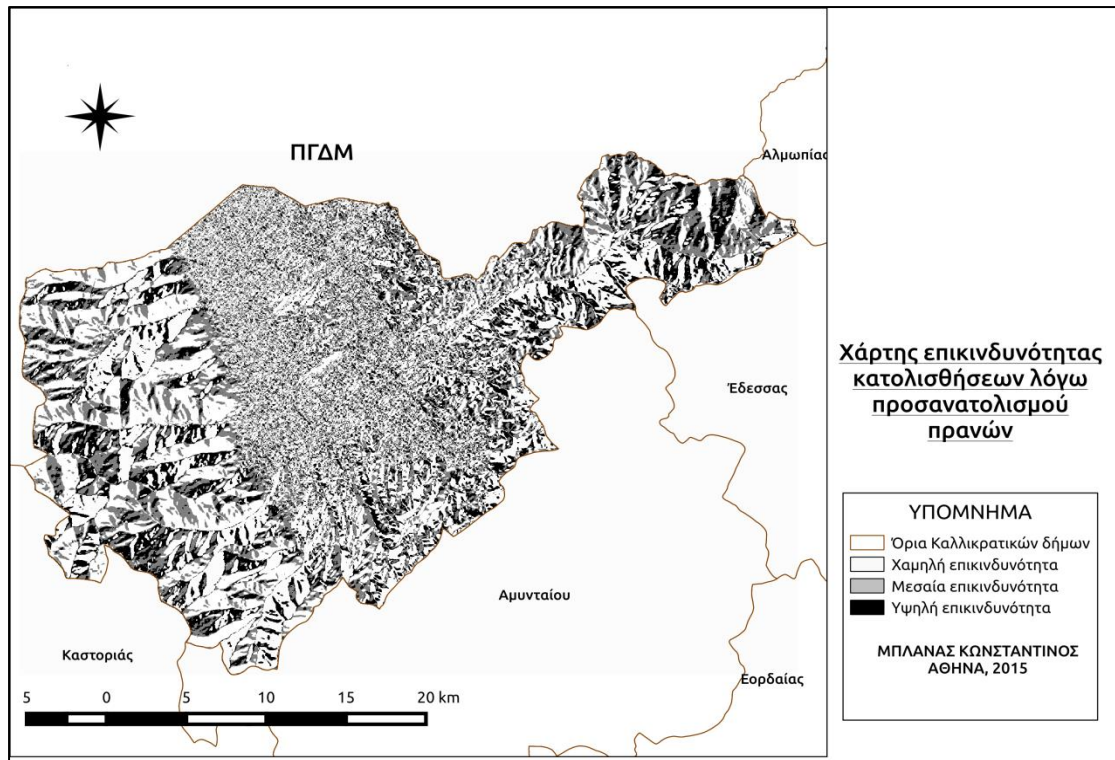 ΠΓΔΜ
Αλμωπίας
Έδεσσας
Αμυνταίου
Καστοριάς
Εορδαίας
5 0 5 10 15 20 km
Χάρτης επικινδυνότητας
κατολισθήσεων λόγω
προσανατολισμού
πρανών
ΥΠΟΜΝΗΜΑ
Όρια Καλλικρατικών δήμων
Χαμηλή επικινδυνότητα
Μεσαία επικινδυνότητα
Υψηλή επικινδυνότητα
ΜΠΛΑΝΑΣ ΚΩΝΣΤΑΝΤΙΝΟΣ
ΑΘΗΝΑ, 2015